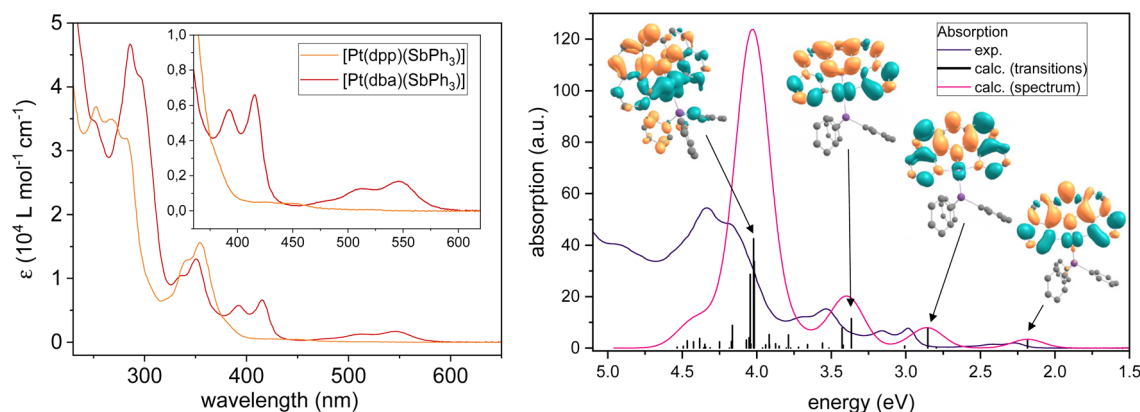 5
4
3
2
1
0
ε (10⁴ L mol⁻¹ cm⁻¹)
1,0
0,8
0,6
0,4
0,2
0,0
[Pt(dpp)(SbPh₃)]
[Pt(dba)(SbPh₃)]
400 450 500 550 600
300 400 500 600
wavelength (nm)
120
100
80
60
40
20
0
absorption (a.u.)
Absorption
exp.
calc. (transitions)
calc. (spectrum)
5.0 4.5 4.0 3.5 3.0 2.5 2.0 1.5
energy (eV)